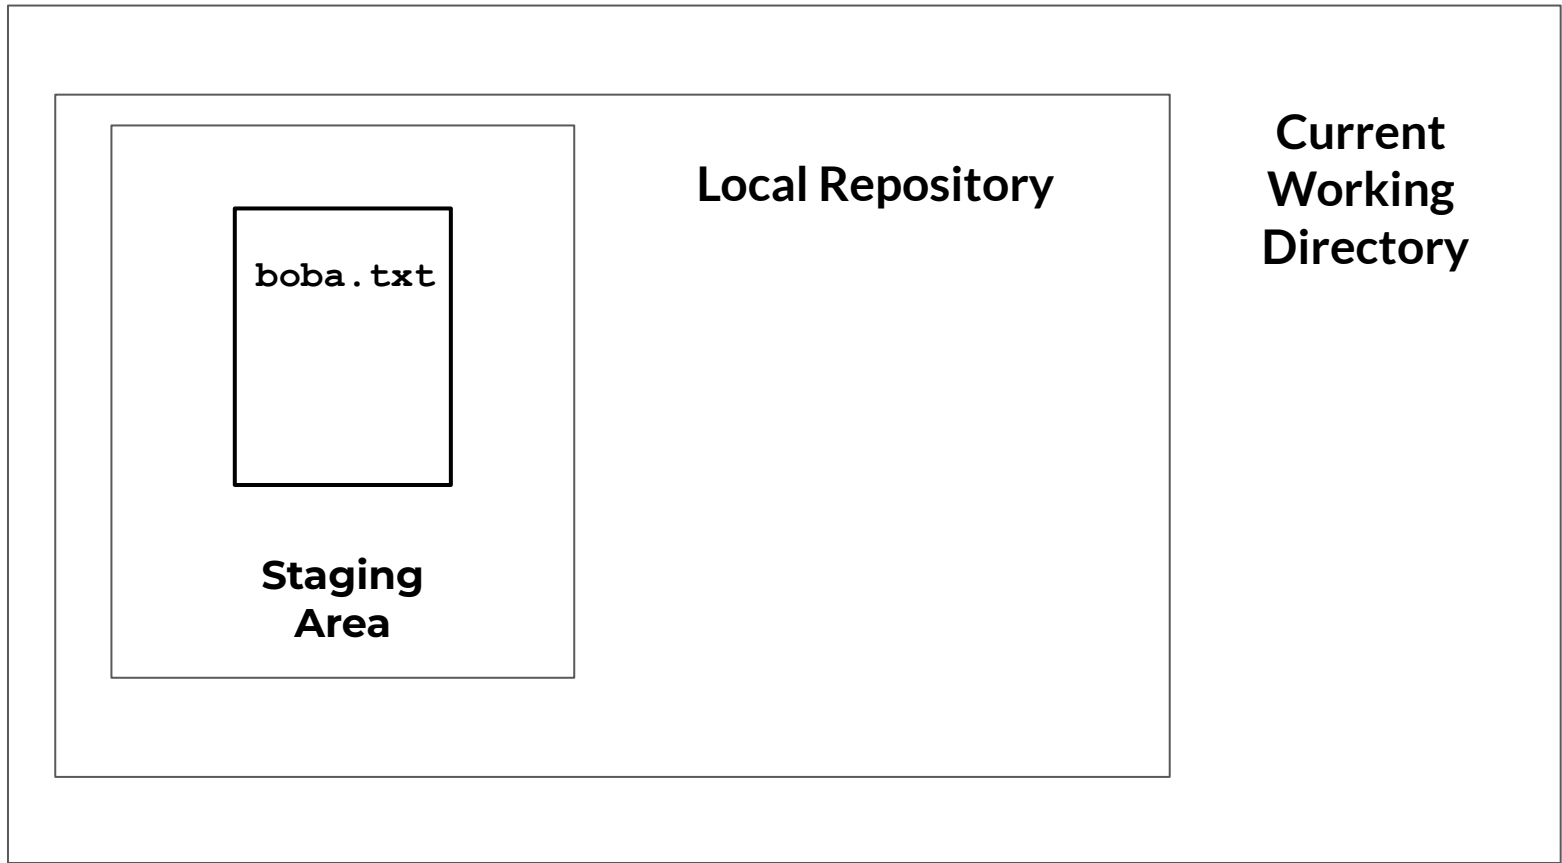 boba.txt
Staging
Area
Local Repository
Current
Working
Directory